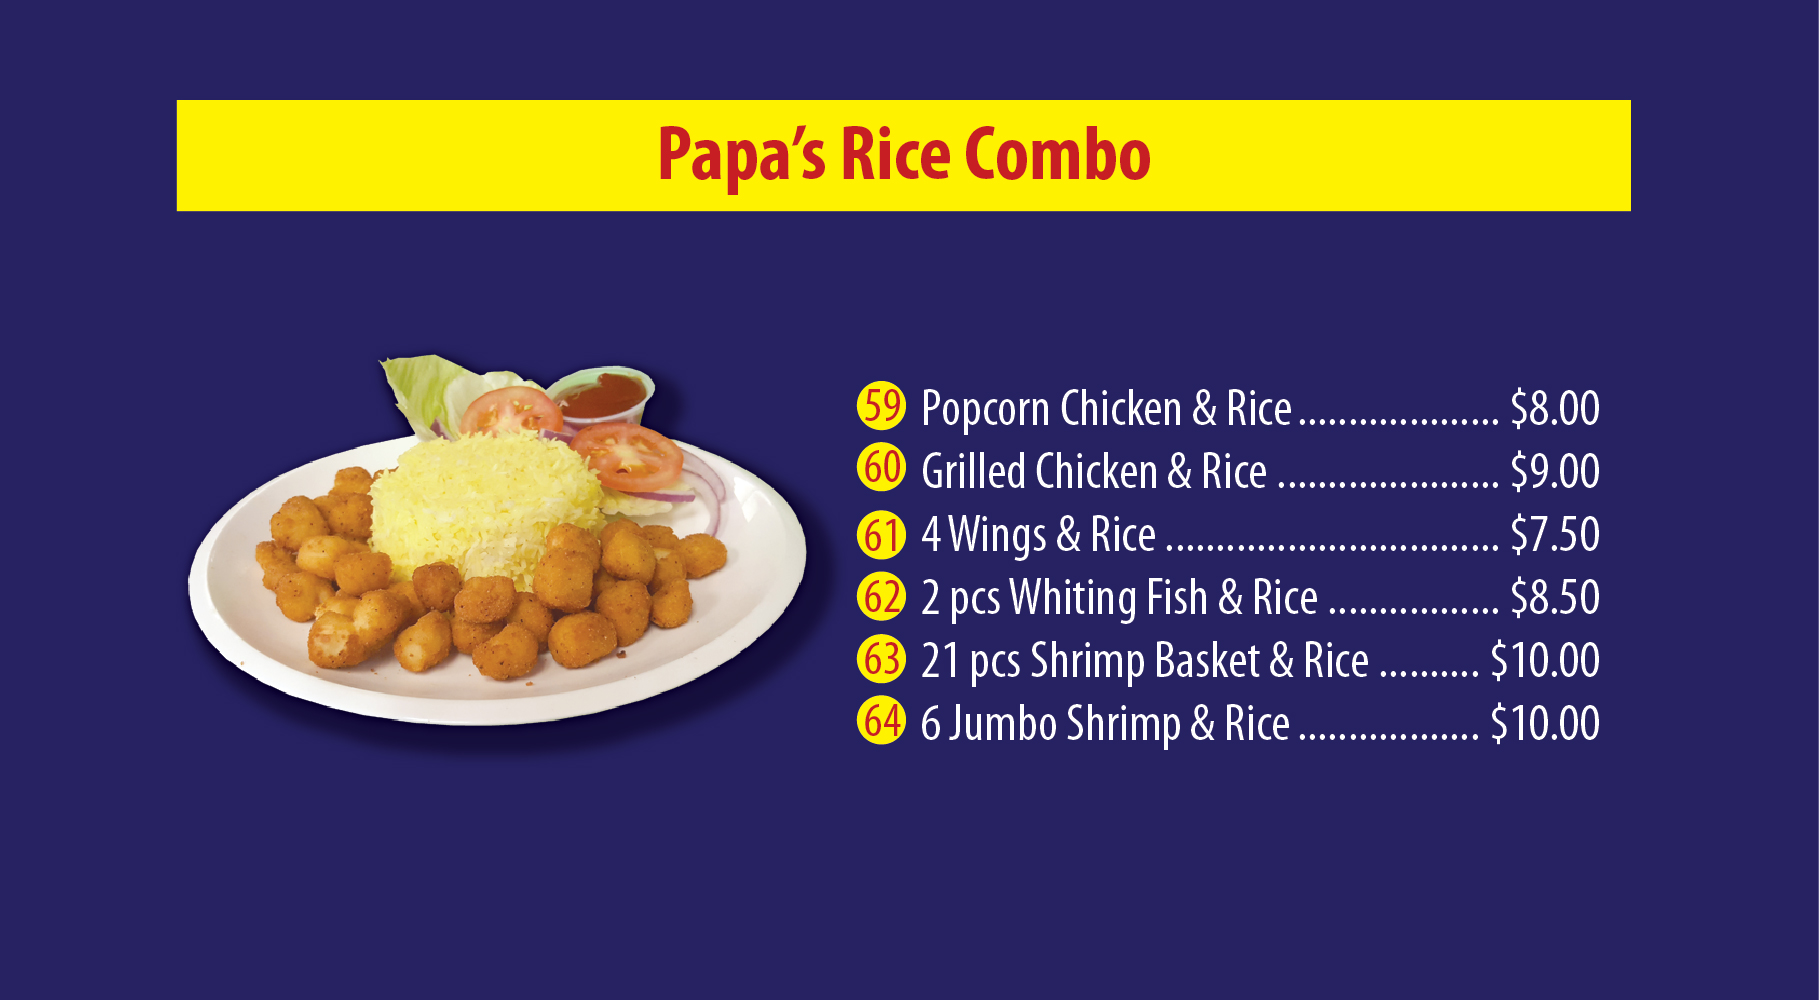 Papa’s Rice Combo
59 Popcorn Chicken & Rice.................... $8.00
60 Grilled Chicken & Rice ...................... $9.00
61 4 Wings & Rice ................................. $7.50
62 2 pcs Whiting Fish & Rice ................. $8.50
63 21 pcs Shrimp Basket & Rice .......... $10.00
64 6 Jumbo Shrimp & Rice .................. $10.00